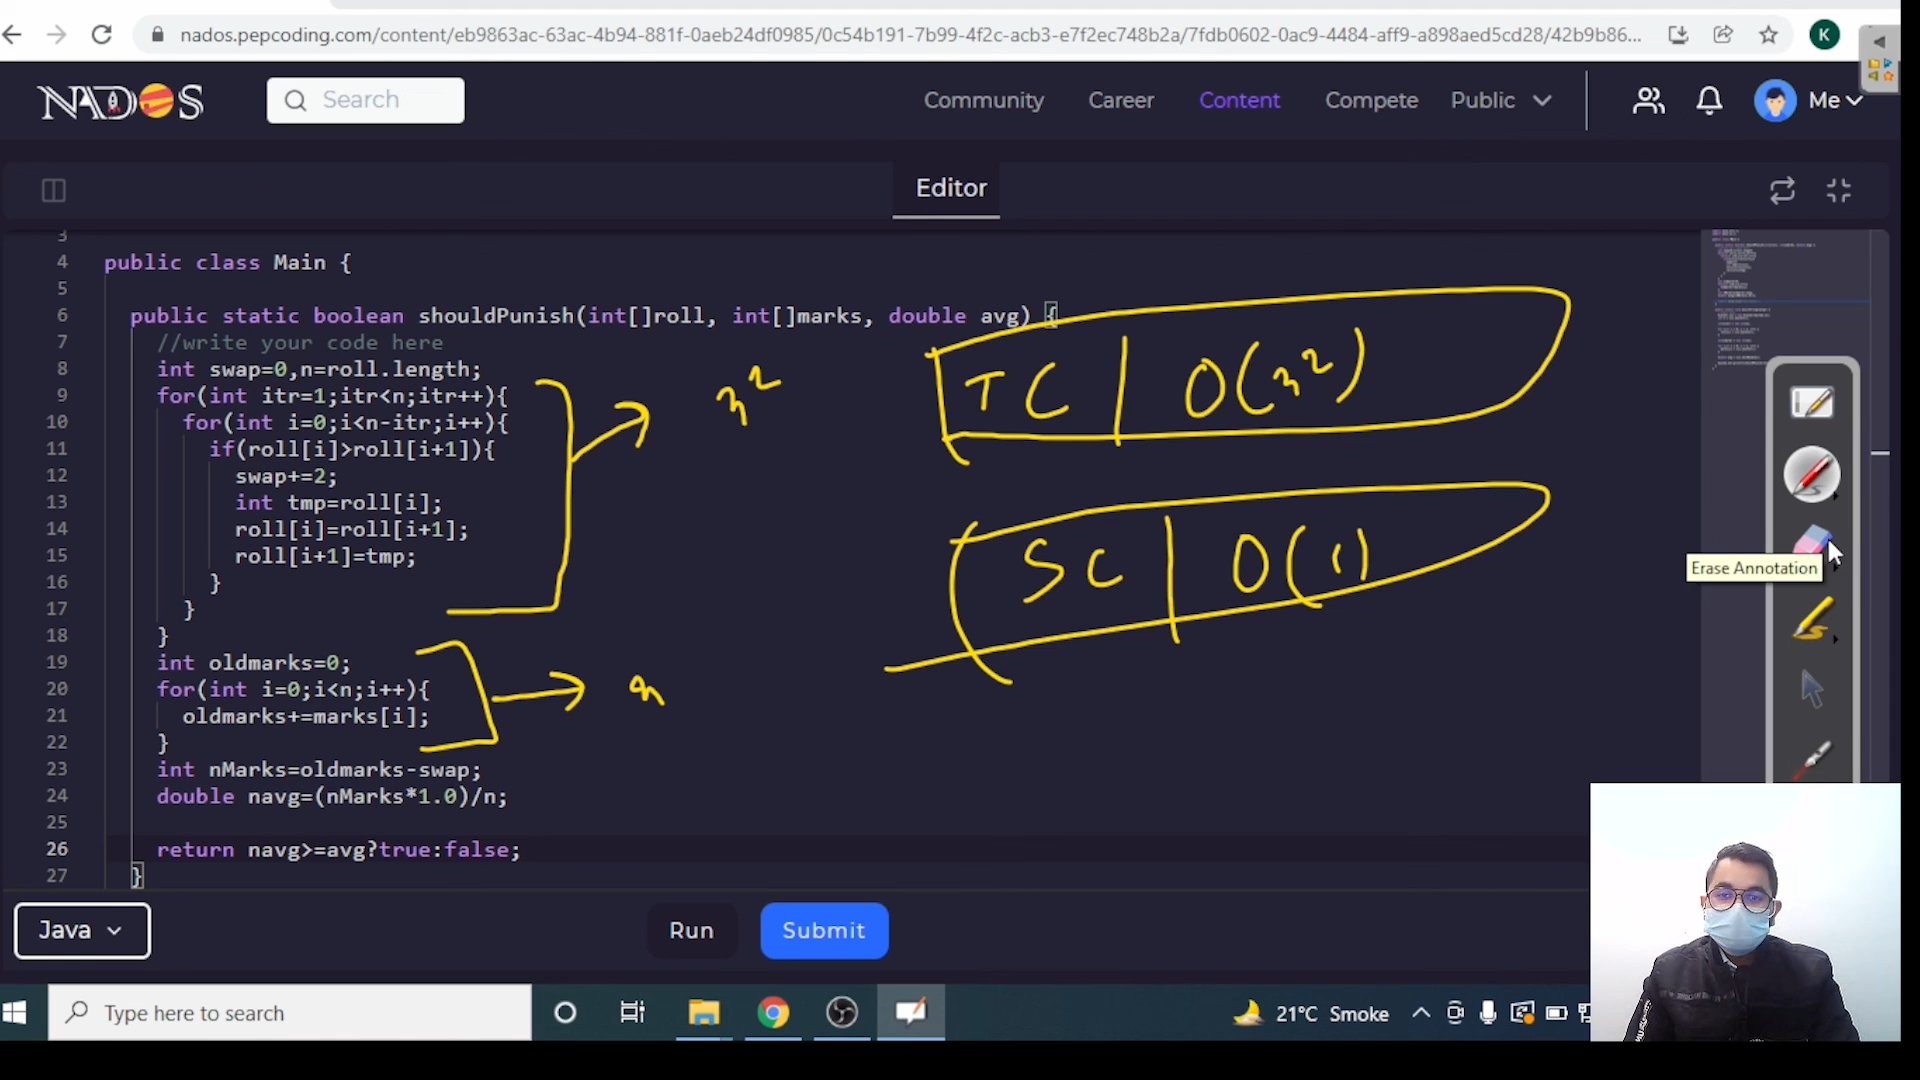 nados.pepcoding.com/content/eb9863ac-63ac-4b94-881f-0aeb24df0985/0c54b191-7b99-4f2c-acb3-e7f2ec748b2a/7fdb0602-0ac9-4484-aff9-a898aed5cd28/42b9b86...
K
NADOS
Search
Community
Career
Content
Compete
Public
Me
Editor
3
4 public class Main {
5
6 public static boolean shouldPunish(int[]roll, int[]marks, double avg) {
7 //write your code here
8 int swap=0,n=roll.length;
9 for(int itr=1;itr<n;itr++){
10 for(int i=0;i<n-itr;i++){
11 if(roll[i]>roll[i+1]){
12 swap+=2;
13 int tmp=roll[i];
14 roll[i]=roll[i+1];
15 roll[i+1]=tmp;
16 }
17 }
18 }
19 int oldmarks=0;
20 for(int i=0;i<n;i++){
21 oldmarks+=marks[i];
22 }
23 int nMarks=oldmarks-swap;
24 double navg=(nMarks*1.0)/n;
25
26 return navg>=avg?true:false;
27 }
n²
TC | O(n²)
SC | O(1)
n
Erase Annotation
Java
Run
Submit
Type here to search
21°C Smoke